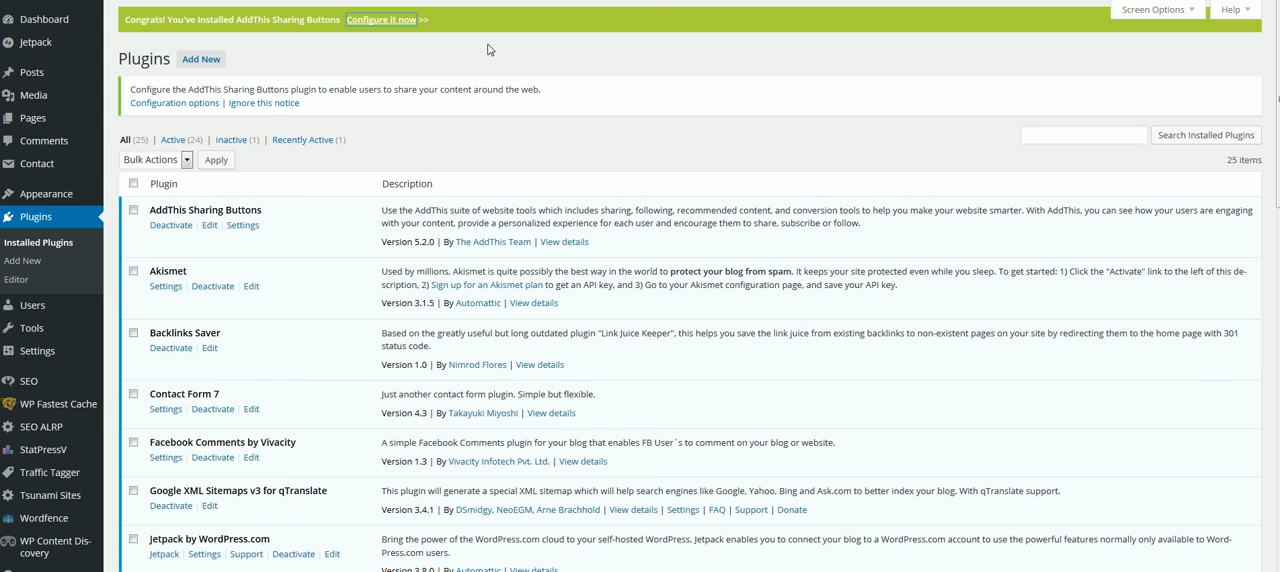 Dashboard
Jetpack
Posts
Media
Pages
Comments
Contact
Appearance
Plugins
Installed Plugins
Add New
Editor
Users
Tools
Settings
SEO
WP Fastest Cache
SEO ALRP
StatPressV
Traffic Tagger
Tsunami Sites
Wordfence
WP Content Dis-
covery
Congrats! You've Installed AddThis Sharing Buttons Configure it now >>
Screen Options
Help
Plugins Add New
Configure the AddThis Sharing Buttons plugin to enable users to share your content around the web.
Configuration options | Ignore this notice
All (25) | Active (24) | Inactive (1) | Recently Active (1)
Search Installed Plugins
Bulk Actions Apply
25 items
Plugin Description
AddThis Sharing Buttons
Deactivate | Edit | Settings
Use the AddThis suite of website tools which includes sharing, following, recommended content, and conversion tools to help you make your website smarter. With AddThis, you can see how your users are engaging
with your content, provide a personalized experience for each user and encourage them to share, subscribe or follow.
Version 5.2.0 | By The AddThis Team | View details
Akismet
Settings | Deactivate | Edit
Used by millions, Akismet is quite possibly the best way in the world to protect your blog from spam. It keeps your site protected even while you sleep. To get started: 1) Click the "Activate" link to the left of this de-
scription, 2) Sign up for an Akismet plan to get an API key, and 3) Go to your Akismet configuration page, and save your API key.
Version 3.1.5 | By Automattic | View details
Backlinks Saver
Deactivate | Edit
Based on the greatly useful but long outdated plugin "Link Juice Keeper", this helps you save the link juice from existing backlinks to non-existent pages on your site by redirecting them to the home page with 301
status code.
Version 1.0 | By Nimrod Flores | View details
Contact Form 7
Settings | Deactivate | Edit
Just another contact form plugin. Simple but flexible.
Version 4.3 | By Takayuki Miyoshi | View details
Facebook Comments by Vivacity
Settings | Deactivate | Edit
A simple Facebook Comments plugin for your blog that enables FB User`s to comment on your blog or website.
Version 1.3 | By Vivacity Infotech Pvt. Ltd. | View details
Google XML Sitemaps v3 for qTranslate
Deactivate | Edit
This plugin will generate a special XML sitemap which will help search engines like Google, Yahoo, Bing and Ask.com to better index your blog. With qTranslate support.
Version 3.4.1 | By DSmidgy, NeoEGM, Arne Brachhold | View details | Settings | FAQ | Support | Donate
Jetpack by WordPress.com
Jetpack | Settings | Support | Deactivate | Edit
Bring the power of the WordPress.com cloud to your self-hosted WordPress. Jetpack enables you to connect your blog to a WordPress.com account to use the powerful features normally only available to Word-
Press.com users.
Version 3.8.0 | By Automattic | View details